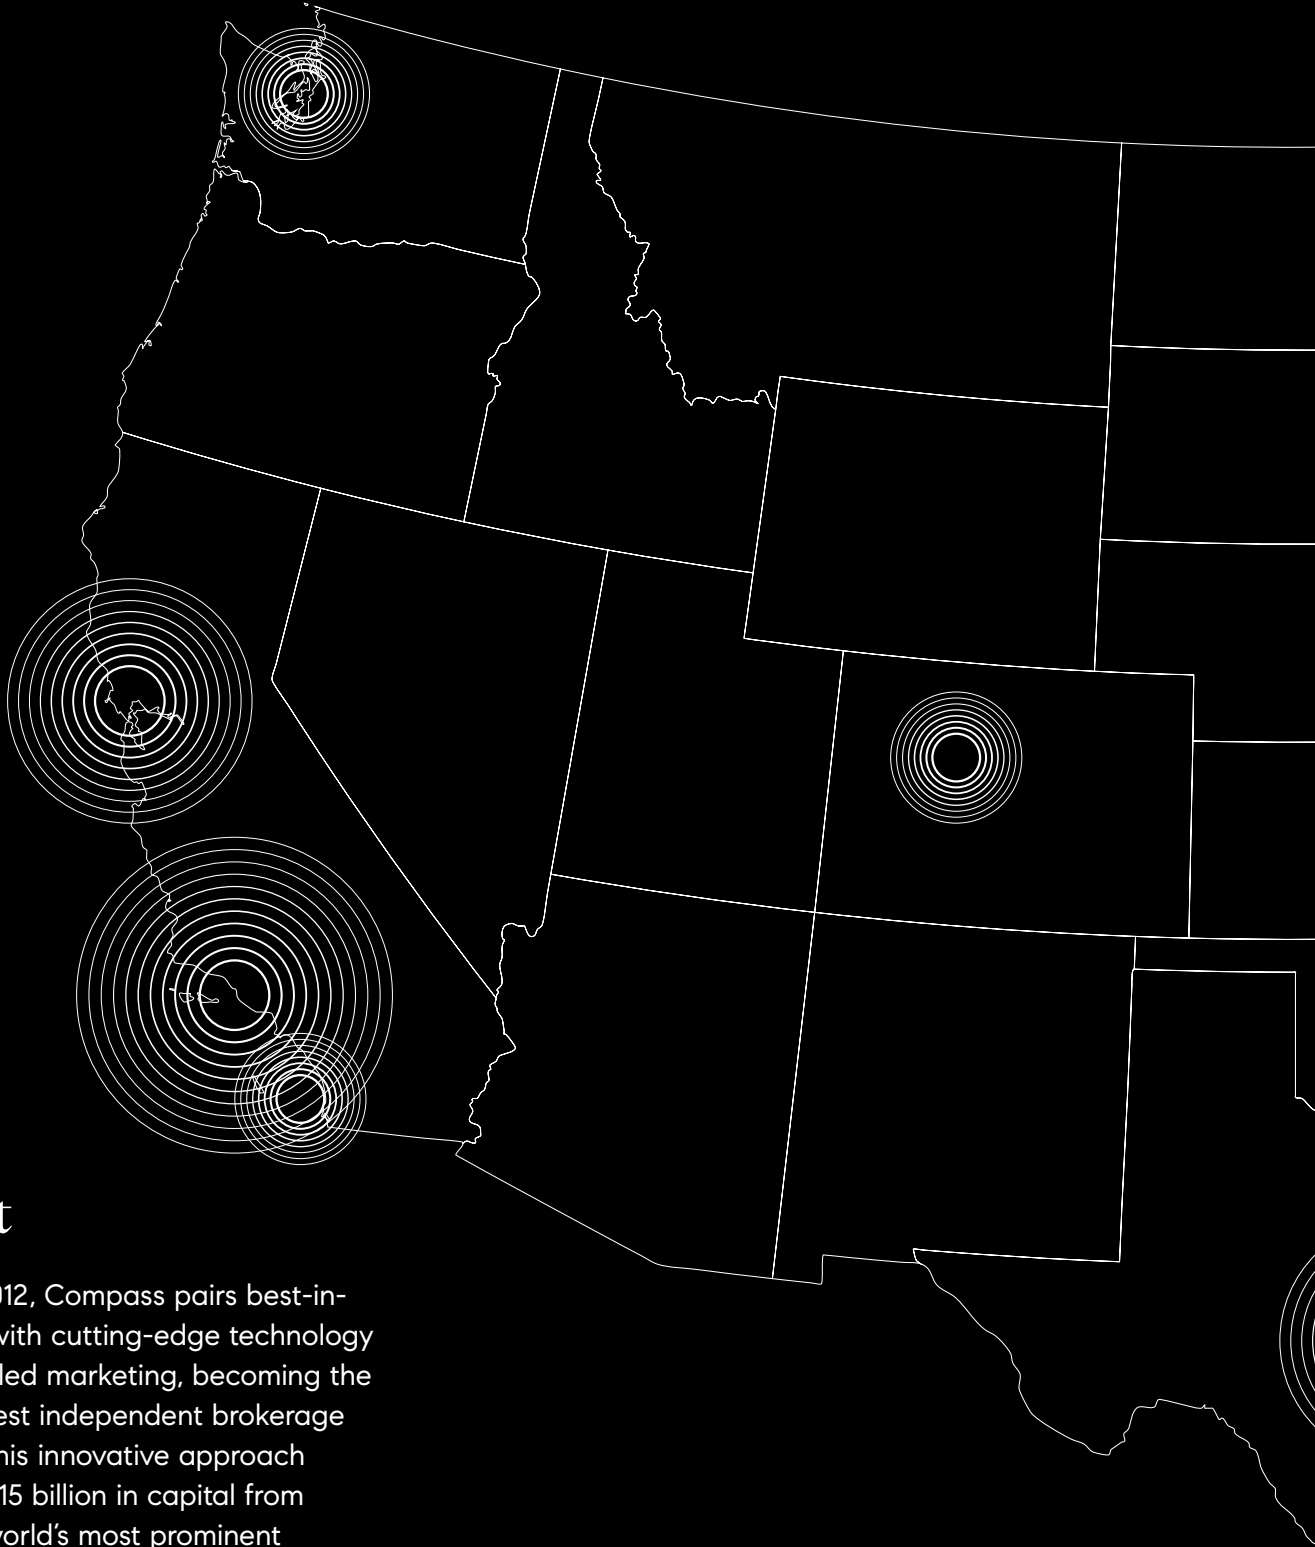 t
012, Compass pairs best-in-
with cutting-edge technology
led marketing, becoming the
est independent brokerage
his innovative approach
15 billion in capital from
world's most prominent